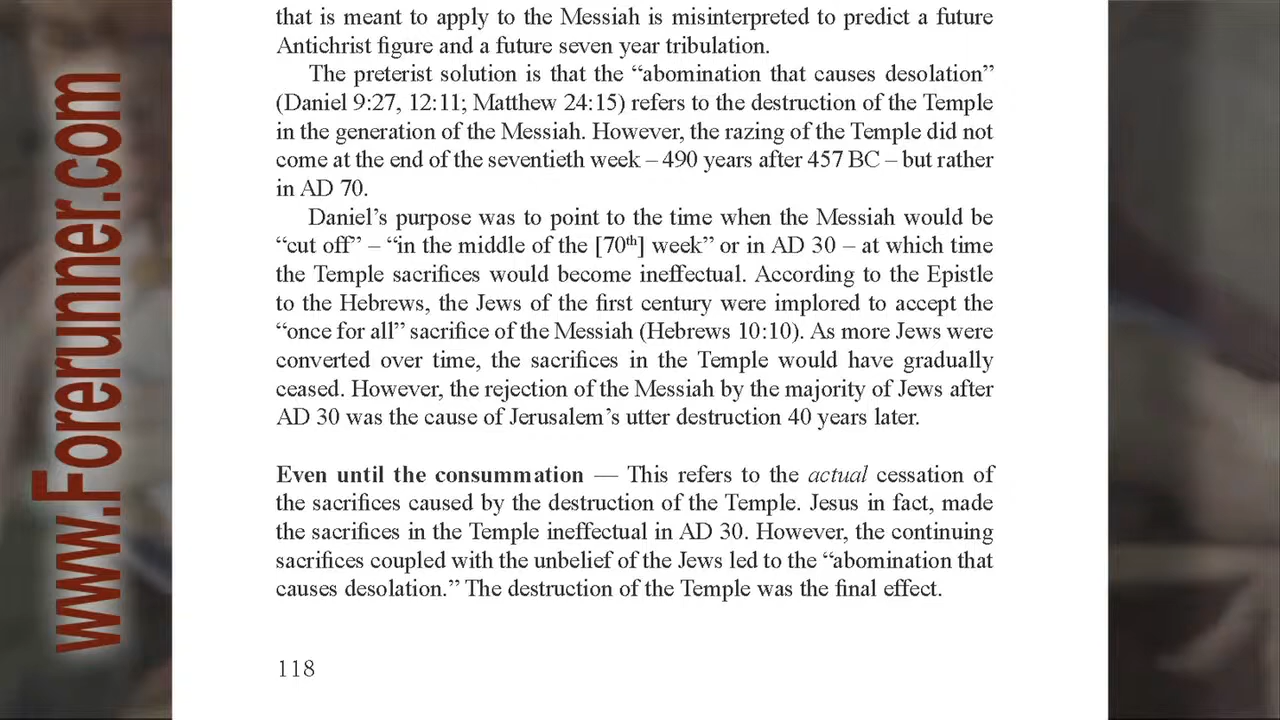 that is meant to apply to the Messiah is misinterpreted to predict a future
Antichrist figure and a future seven year tribulation.
The preterist solution is that the “abomination that causes desolation”
(Daniel 9:27, 12:11; Matthew 24:15) refers to the destruction of the Temple
in the generation of the Messiah. However, the razing of the Temple did not
come at the end of the seventieth week – 490 years after 457 BC – but rather
in AD 70.
Daniel’s purpose was to point to the time when the Messiah would be
“cut off” – “in the middle of the [70th] week” or in AD 30 – at which time
the Temple sacrifices would become ineffectual. According to the Epistle
to the Hebrews, the Jews of the first century were implored to accept the
“once for all” sacrifice of the Messiah (Hebrews 10:10). As more Jews were
converted over time, the sacrifices in the Temple would have gradually
ceased. However, the rejection of the Messiah by the majority of Jews after
AD 30 was the cause of Jerusalem’s utter destruction 40 years later.
Even until the consummation — This refers to the actual cessation of
the sacrifices caused by the destruction of the Temple. Jesus in fact, made
the sacrifices in the Temple ineffectual in AD 30. However, the continuing
sacrifices coupled with the unbelief of the Jews led to the “abomination that
causes desolation.” The destruction of the Temple was the final effect.
118
www.Forerunner.com